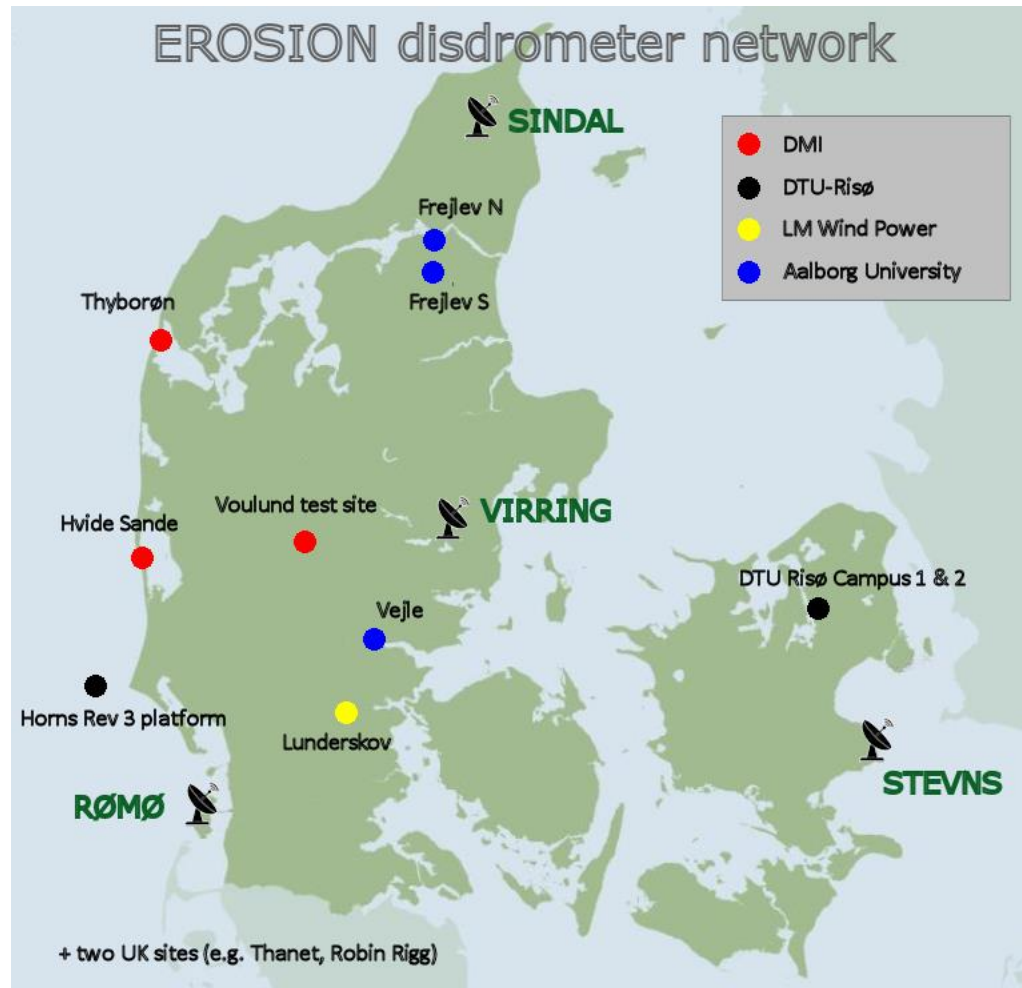 EROSION disdrometer network
SINDAL
DMI
DTU-Risø
LM Wind Power
Aalborg University
Frejlev N
Frejlev S
Thyborøn
Voulund test site
VIRRING
Hvide Sande
DTU Risø Campus 1 & 2
Vejle
Horns Rev 3 platform
Lunderskov
STEVNS
RØMØ
+ two UK sites (e.g. Thanet, Robin Rigg)